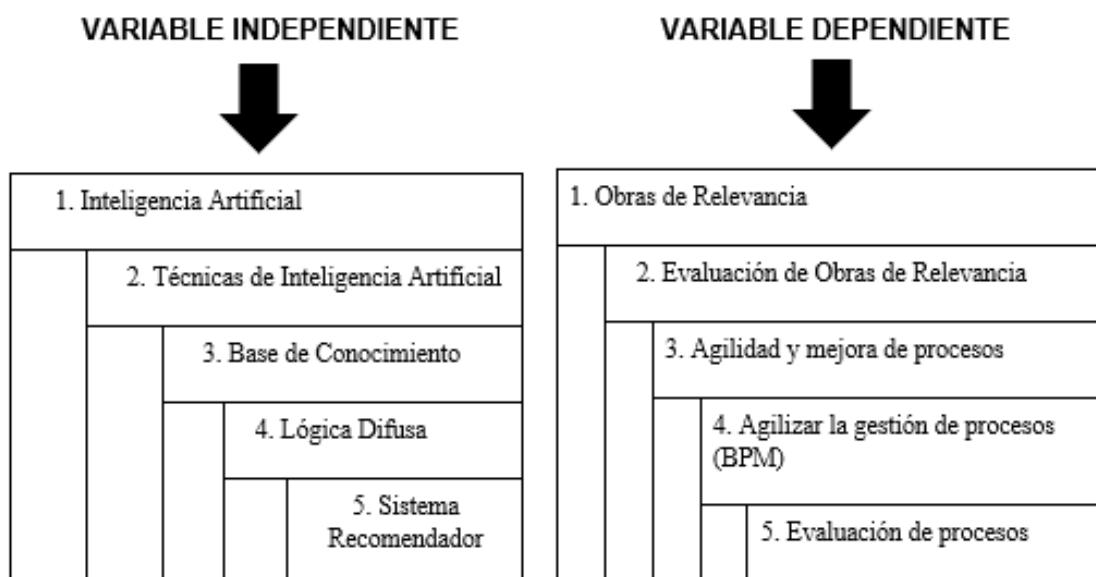 VARIABLE INDEPENDIENTE
1. Inteligencia Artificial
2. Técnicas de Inteligencia Artificial
3. Base de Conocimiento
4. Lógica Difusa
5. Sistema
Recomendador
VARIABLE DEPENDIENTE
1. Obras de Relevancia
2. Evaluación de Obras de Relevancia
3. Agilidad y mejora de procesos
4. Agilizar la gestión de procesos
(BPM)
5. Evaluación de procesos